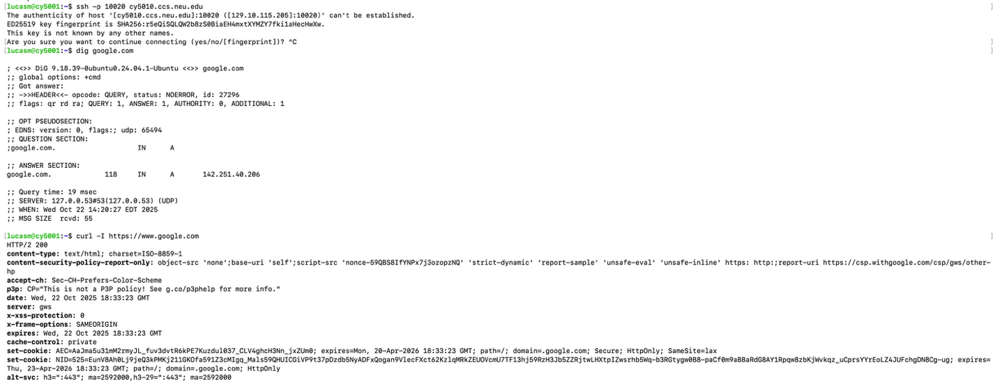 [lucasm@cy5001:~$ ssh -p 10020 cy5010.ccs.neu.edu ]
The authenticity of host '[cy5010.ccs.neu.edu]:10020 ([129.10.115.205]:10020)' can't be established.
ED25519 key fingerprint is SHA256:r5eQiSQLQW2b8zS0BiaEH4mxtXYMZY7fki1aHecHwXw.
This key is not known by any other names.
[Are you sure you want to continue connecting (yes/no/[fingerprint])? ^C ]
[lucasm@cy5001:~$ dig google.com ]
; <<>> DiG 9.18.39-0ubuntu0.24.04.1-Ubuntu <<>> google.com
;; global options: +cmd
;; Got answer:
;; ->>HEADER<<- opcode: QUERY, status: NOERROR, id: 27296
;; flags: qr rd ra; QUERY: 1, ANSWER: 1, AUTHORITY: 0, ADDITIONAL: 1
;; OPT PSEUDOSECTION:
; EDNS: version: 0, flags:; udp: 65494
;; QUESTION SECTION:
;google.com. IN A
;; ANSWER SECTION:
google.com. 118 IN A 142.251.40.206
;; Query time: 19 msec
;; SERVER: 127.0.0.53#53(127.0.0.53) (UDP)
;; WHEN: Wed Oct 22 14:20:27 EDT 2025
;; MSG SIZE rcvd: 55
[lucasm@cy5001:~$ curl -I https://www.google.com ]
HTTP/2 200
content-type: text/html; charset=ISO-8859-1
content-security-policy-report-only: object-src 'none';base-uri 'self';script-src 'nonce-59QBS8IfYNPx7j3ozopzNQ' 'strict-dynamic' 'report-sample' 'unsafe-eval' 'unsafe-inline' https: http:;report-uri https://csp.withgoogle.com/csp/gws/other-
hp
accept-ch: Sec-CH-Prefers-Color-Scheme
p3p: CP="This is not a P3P policy! See g.co/p3phelp for more info."
date: Wed, 22 Oct 2025 18:33:23 GMT
server: gws
x-xss-protection: 0
x-frame-options: SAMEORIGIN
expires: Wed, 22 Oct 2025 18:33:23 GMT
cache-control: private
set-cookie: AEC=AaJma5u31mM2rmyJL_fuv3dvtR6kPE7Kuzdul037_CLV4ghcH3Nn_jxZUm0; expires=Mon, 20-Apr-2026 18:33:23 GMT; path=/; domain=.google.com; Secure; HttpOnly; SameSite=lax
set-cookie: NID=525=EunV8Ah0Lj9jeQ3kPMKj211GKOfa591Z3cMIgq_Mals59QHUICGiVP9t37pDzdb5NyADFxQogan9VlecFXct62KzlqMRkZEUOVcmU7TF13hj59RzH3Jb5ZZRjtwLHXtpIZwsrhb5Wq-b3RGtygw0B8-paCf0m9aBBaRdG8AY1Rpqw8zbKjWvkqz_uCprsYYrEoLZ4JUFchgDN8Cg-ug; expires=
Thu, 23-Apr-2026 18:33:23 GMT; path=/; domain=.google.com; HttpOnly
alt-svc: h3=":443"; ma=2592000,h3-29=":443"; ma=2592000